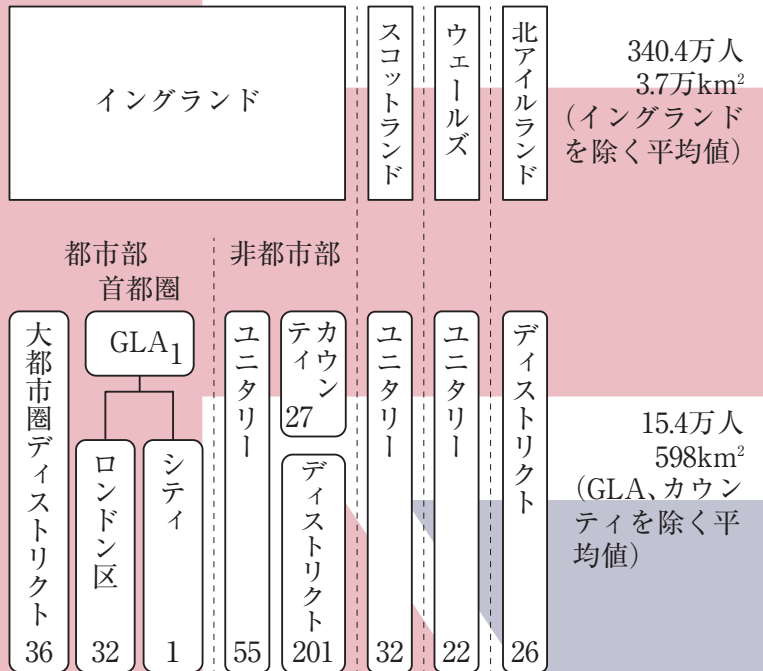 イングランド
スコットランド
ウェールズ
北アイルランド
340.4万人
3.7万km²
（イングランド
を除く平均値）
都市部
非都市部
首都圏
大都市圏ディストリクト
36
GLA 1
ロンドン区
32
シティ
1
ユニタリー
55
カウン
ティ
27
ディストリクト
201
ユニタリー
32
ユニタリー
22
ディストリクト
26
15.4万人
598km²
（GLA、カウン
ティを除く平
均値）